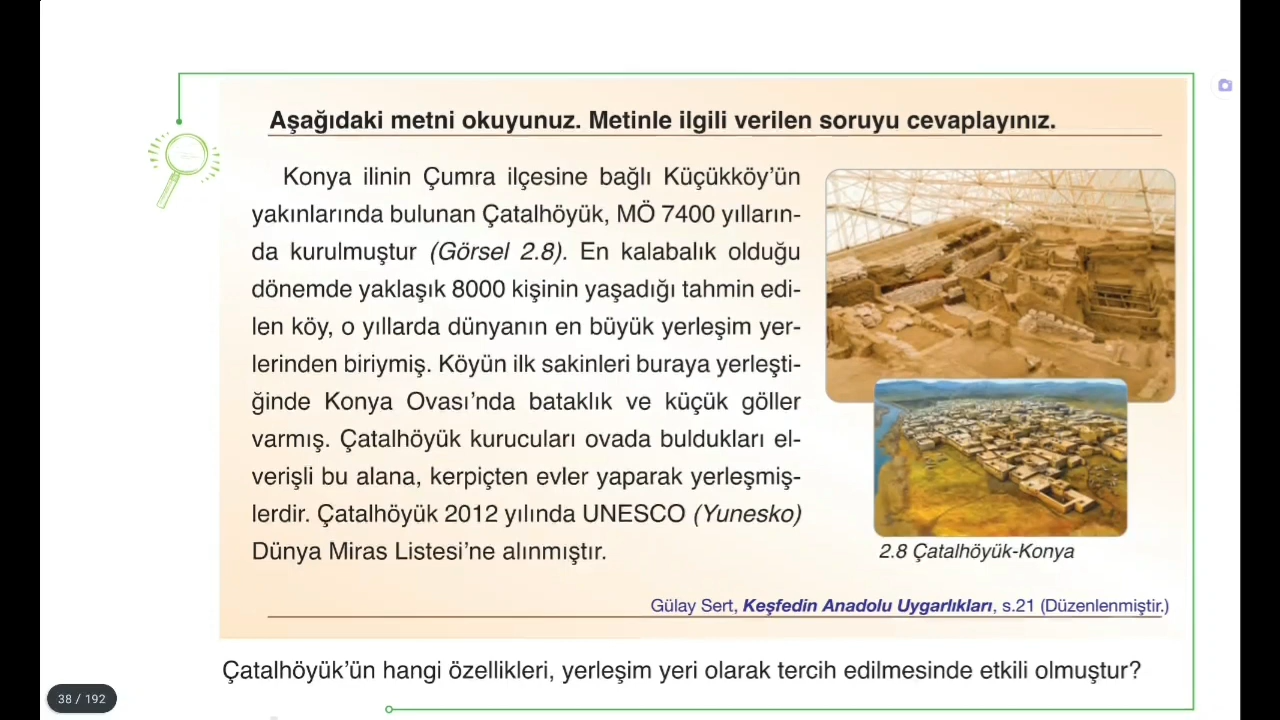 Aşağıdaki metni okuyunuz. Metinle ilgili verilen soruyu cevaplayınız.
Konya ilinin Çumra ilçesine bağlı Küçükköy’ün
yakınlarında bulunan Çatalhöyük, MÖ 7400 yılların-
da kurulmuştur (Görsel 2.8). En kalabalık olduğu
dönemde yaklaşık 8000 kişinin yaşadığı tahmin edi-
len köy, o yıllarda dünyanın en büyük yerleşim yer-
lerinden biriymiş. Köyün ilk sakinleri buraya yerleşti-
ğinde Konya Ovası’nda bataklık ve küçük göller
varmış. Çatalhöyük kurucuları ovada buldukları el-
verişli bu alana, kerpiçten evler yaparak yerleşmiş-
lerdir. Çatalhöyük 2012 yılında UNESCO (Yunesko)
Dünya Miras Listesi’ne alınmıştır.
2.8 Çatalhöyük-Konya
Gülay Sert, Keşfedin Anadolu Uygarlıkları, s.21 (Düzenlenmiştir.)
Çatalhöyük’ün hangi özellikleri, yerleşim yeri olarak tercih edilmesinde etkili olmuştur?
38 / 192